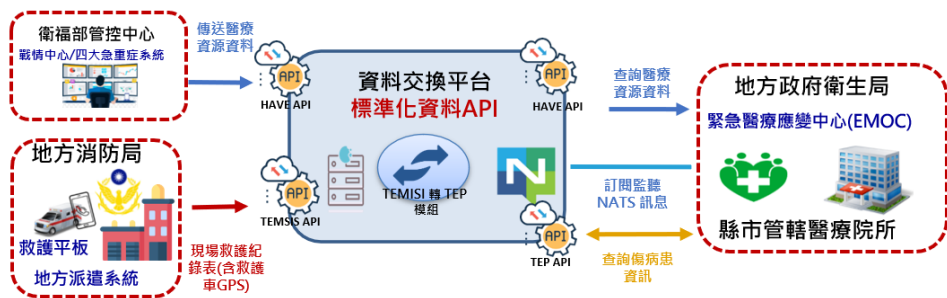 衛福部管控中心
戰情中心/四大急重症系統
傳送醫療
資源資料
API
HAVE API
資料交換平台
標準化資料API
API
HAVE API
查詢醫療
資源資料
地方政府衛生局
緊急醫療應變中心(EMOC)
縣市管轄醫療院所
地方消防局
救護平板
地方派遣系統
現場救護紀
錄表(含救護
車GPS)
API
TEMSIS API
TEMISI 轉 TEP
模組
N
訂閱監聽
NATS 訊息
API
TEP API
查詢傷病患
資訊